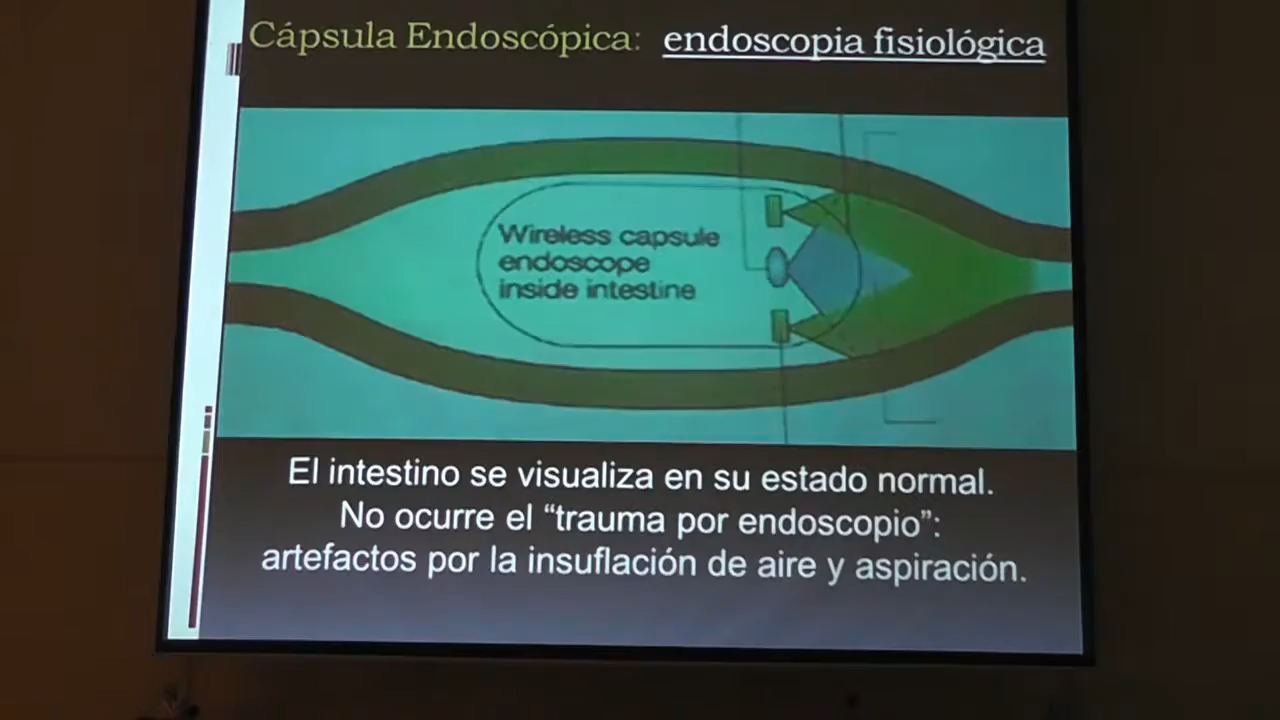 Cápsula Endoscópica: endoscopia fisiológica
Wireless capsule
endoscope
inside intestine
El intestino se visualiza en su estado normal.
No ocurre el “trauma por endoscopio”:
artefactos por la insuflación de aire y aspiración.